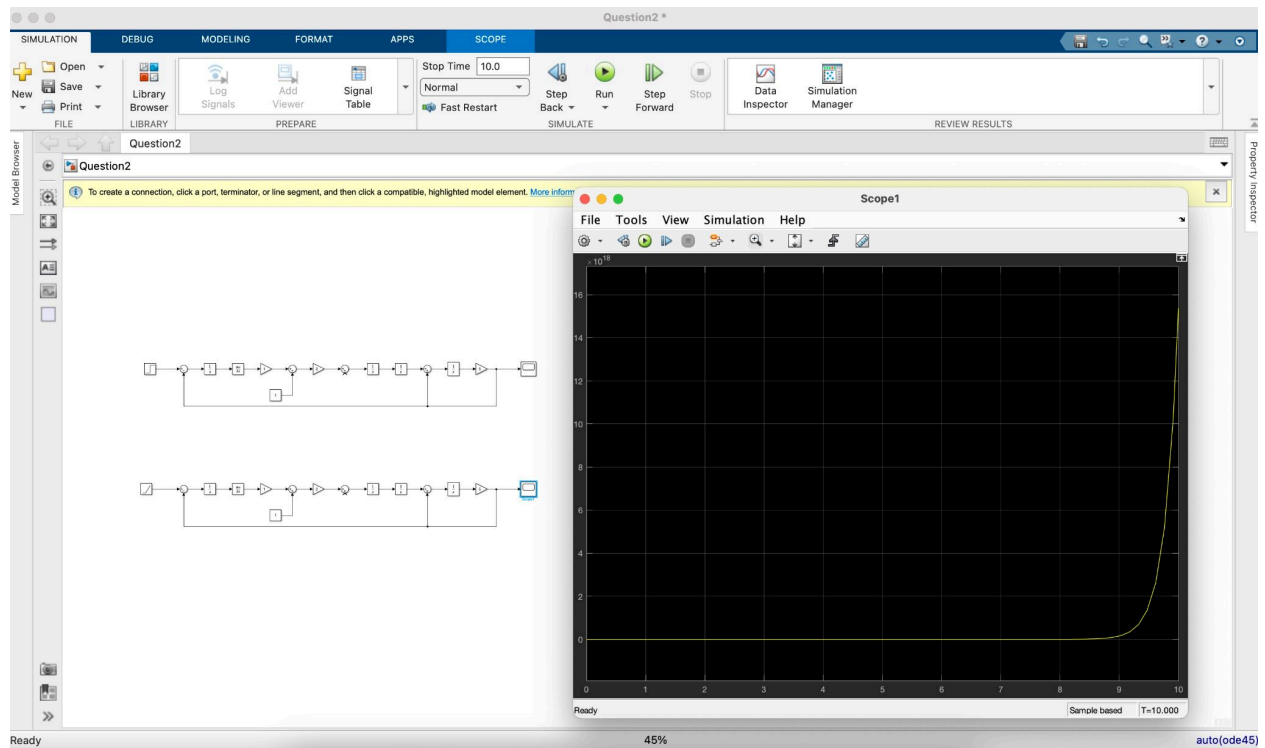 Question2 *
SIMULATION DEBUG MODELING FORMAT APPS SCOPE
New
Open
Save
Print
FILE
Library Browser
LIBRARY
Log Signals
Add Viewer
Signal Table
PREPARE
Stop Time 10.0
Normal
Fast Restart
Step Back
Run
Step Forward
Stop
SIMULATE
Data Inspector
Simulation Manager
REVIEW RESULTS
Model Browser
Question2
Question2
Property Inspector
To create a connection, click a port, terminator, or line segment, and then click a compatible, highlighted model element. More inform
Scope1
File Tools View Simulation Help
×10^18
16
14
12
10
8
6
4
2
0
0 1 2 3 4 5 6 7 8 9 10
Ready Sample based T=10.000
Ready 45% auto(ode45)